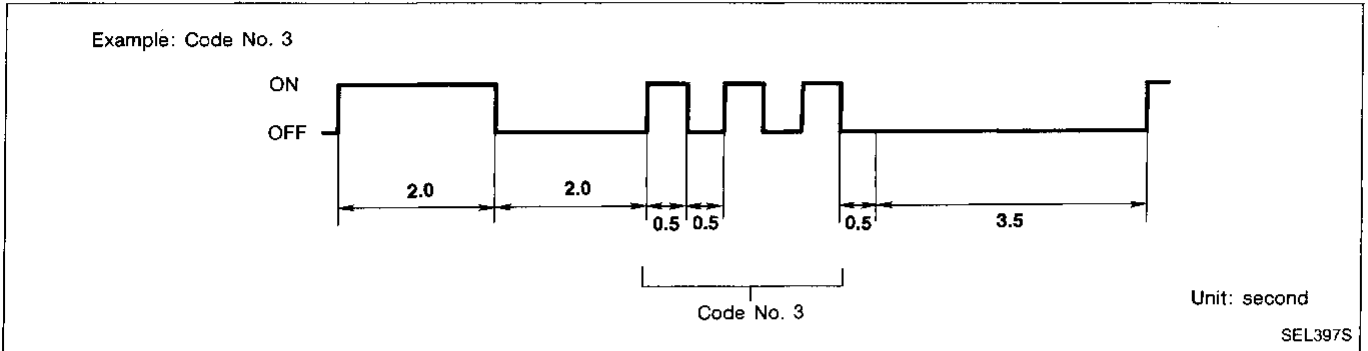 Example: Code No. 3
ON
OFF
2.0
2.0
0.5
0.5
0.5
3.5
Code No. 3
Unit: second
SEL397S